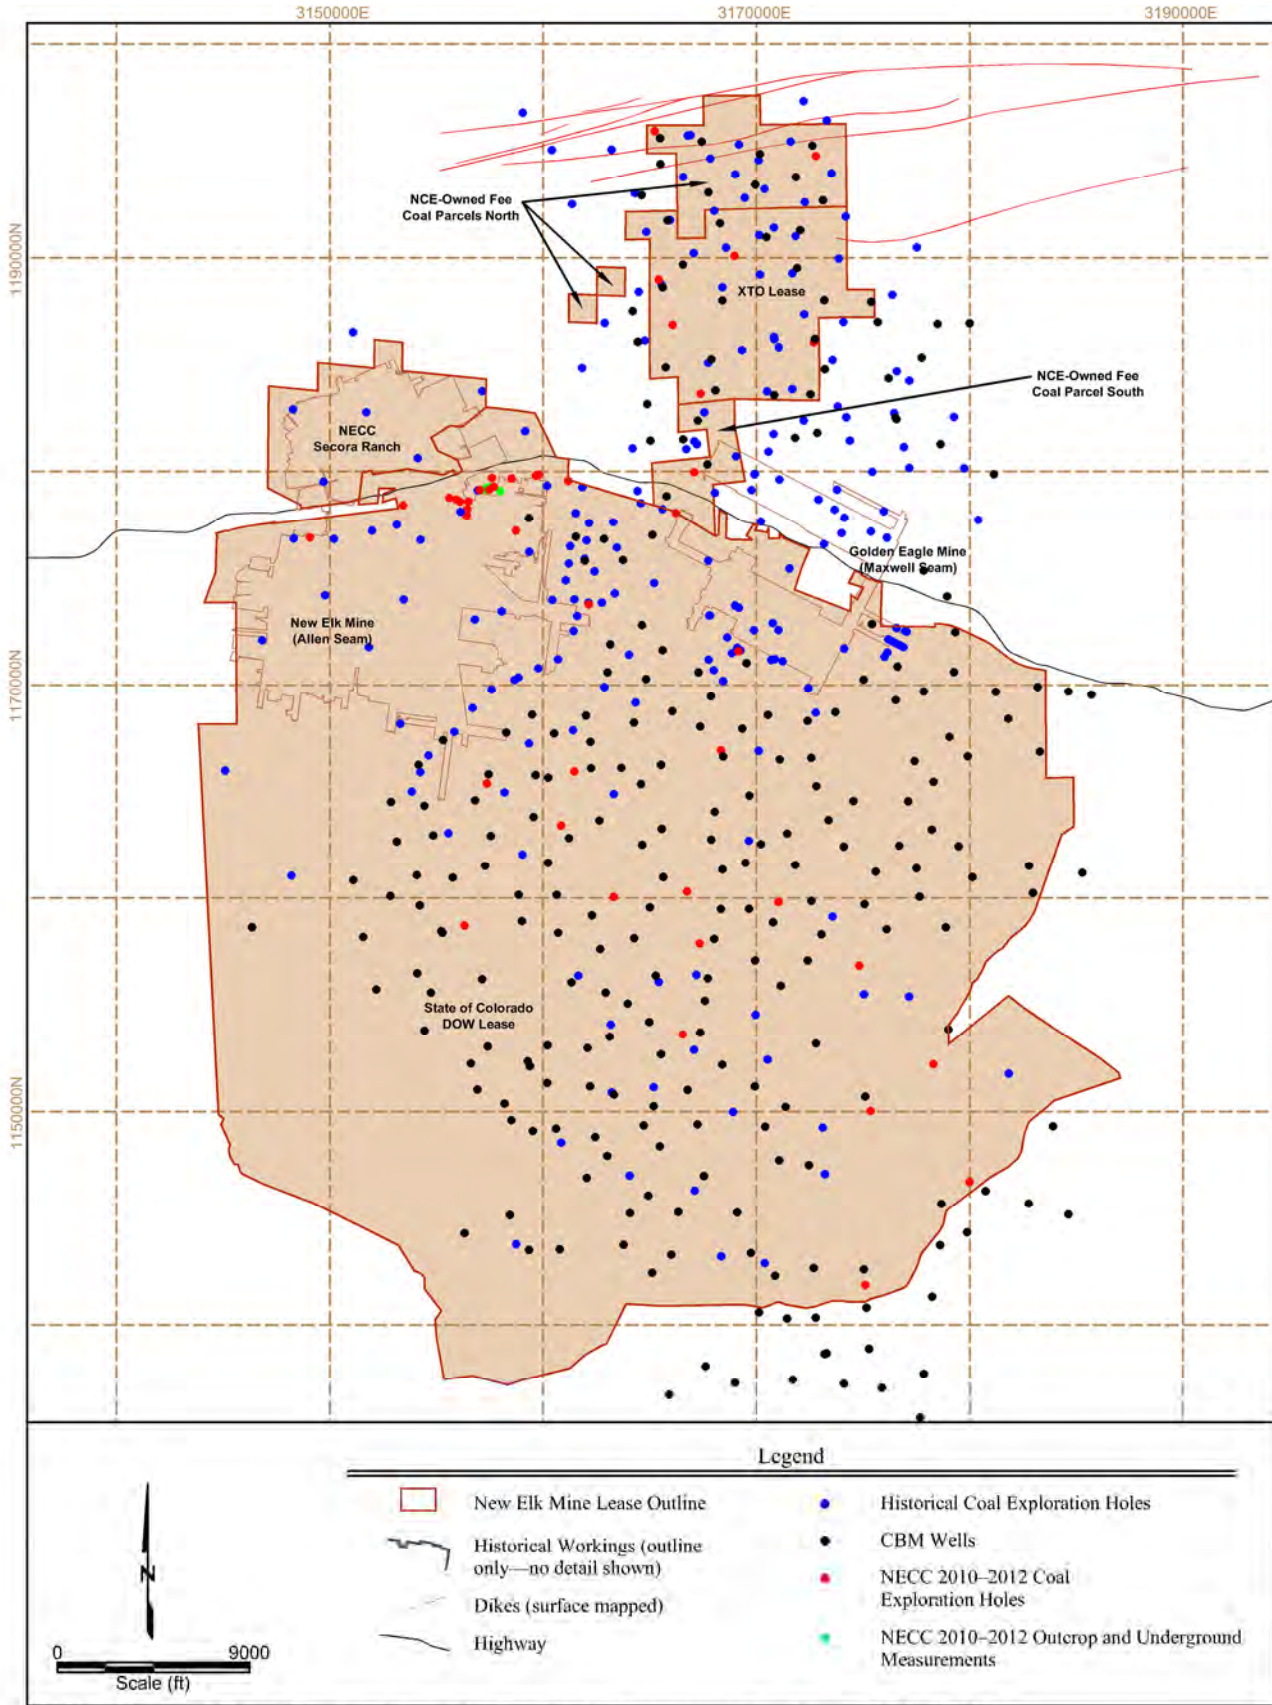 3150000E
3170000E
3190000E
NCE-Owned Fee
Coal Parcels North
1190000N
XTO Lease
NCE-Owned Fee
Coal Parcel South
NECC
Secora Ranch
Golden Eagle Mine
(Maxwell Seam)
New Elk Mine
(Allen Seam)
1170000N
State of Colorado
DOW Lease
1150000N
Legend
New Elk Mine Lease Outline
Historical Workings (outline
only—no detail shown)
Dikes (surface mapped)
Highway
Historical Coal Exploration Holes
CBM Wells
NECC 2010–2012 Coal
Exploration Holes
NECC 2010–2012 Outcrop and Underground
Measurements
N
0 9000
Scale (ft)